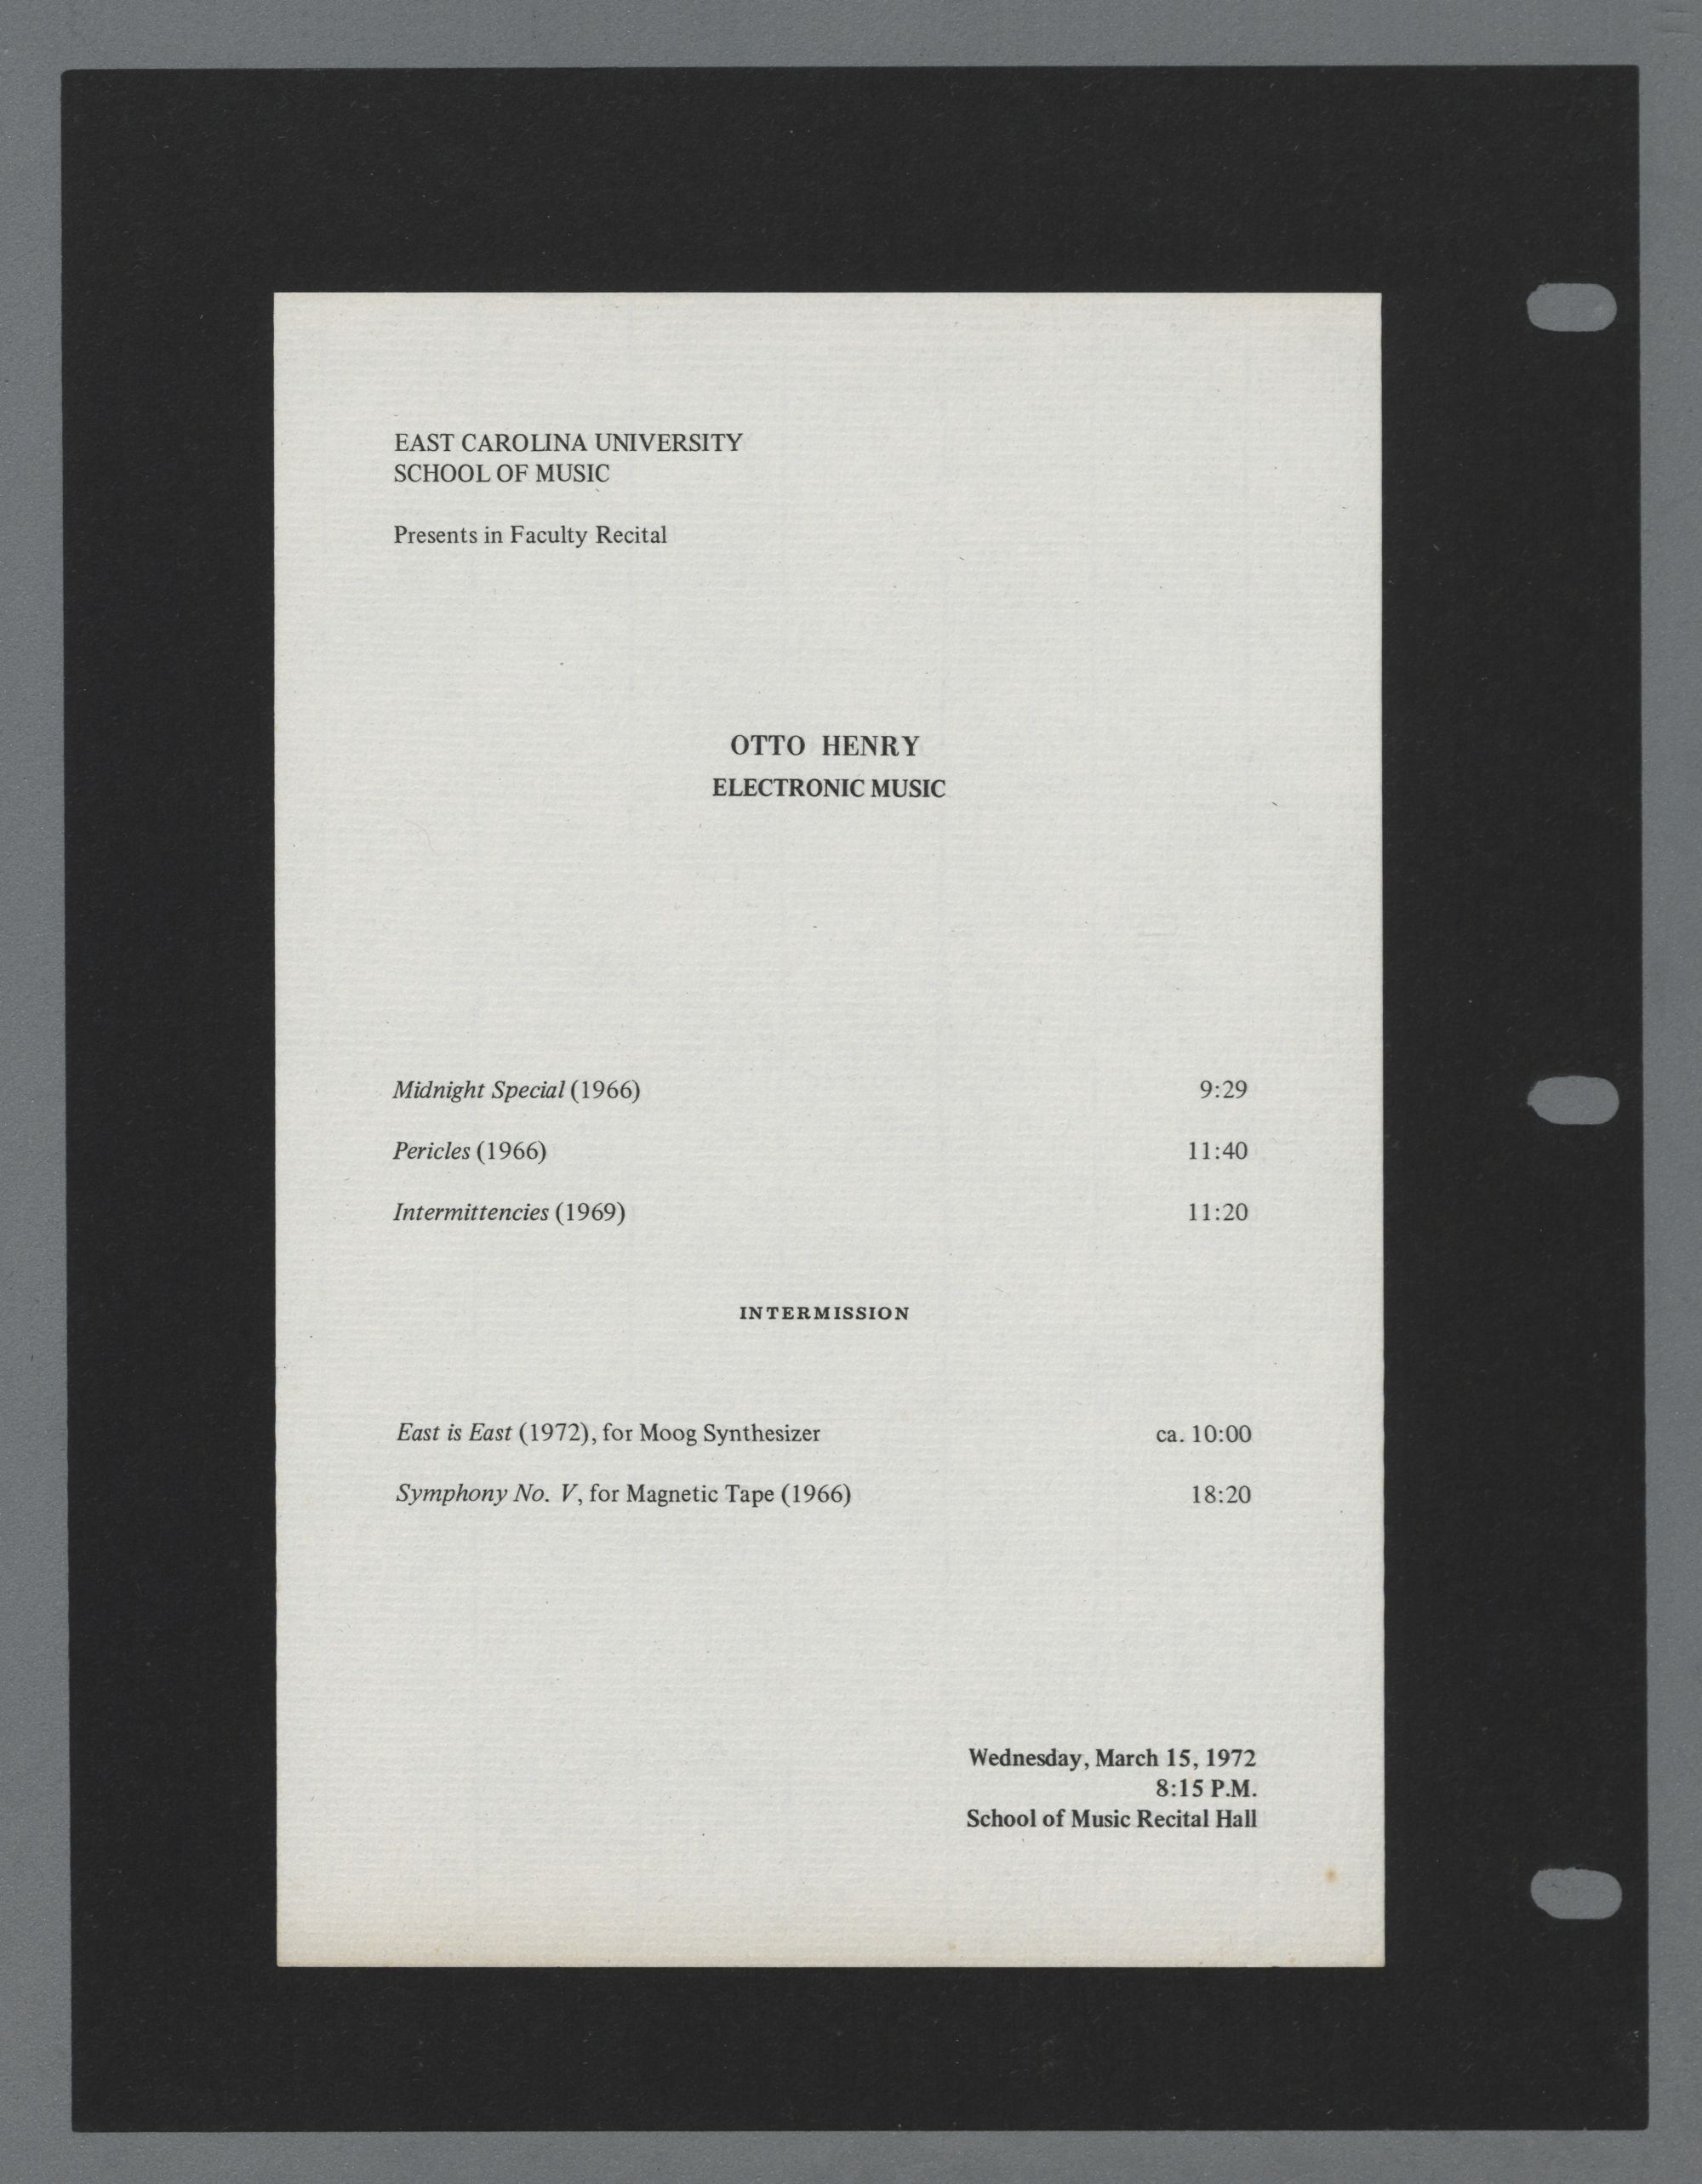 EAST CAROLINA UNIVERSITY
SCHOOL OF MUSIC
Presents in Faculty Recital
OTTO HENRY
ELECTRONIC MUSIC
Midnight Special (1966) 9:29
Pericles (1966) 11:40
Intermittencies (1969) 11:20
INTERMISSION
East is East (1972), for Moog Synthesizer ca. 10:00
Symphony No. V, for Magnetic Tape (1966) 18:20
Wednesday, March 15, 1972
8:15 P.M.
School of Music Recital Hall